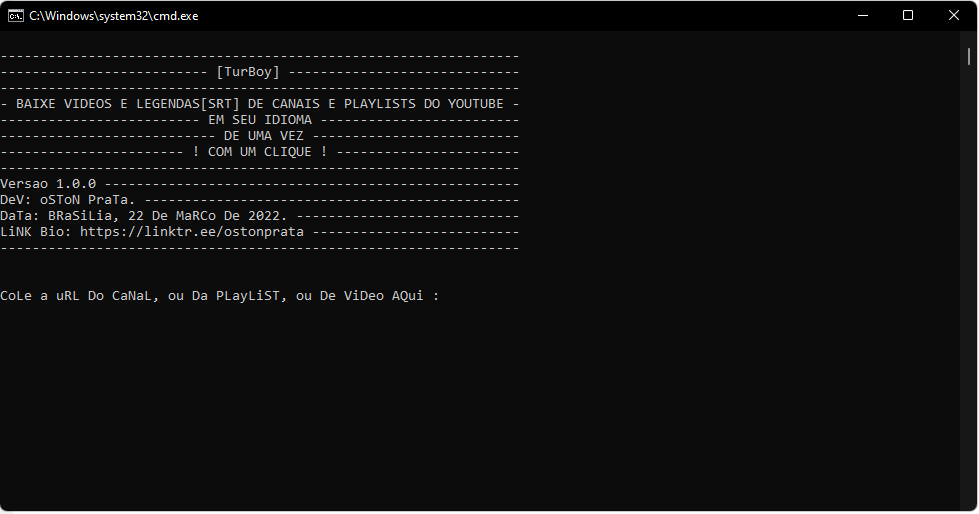 C:\Windows\system32\cmd.exe
-----------------------------------------------------------------
-------------------------- [TurBoy] -----------------------------
-----------------------------------------------------------------
- BAIXE VIDEOS E LEGENDAS[SRT] DE CANAIS E PLAYLISTS DO YOUTUBE -
------------------------- EM SEU IDIOMA -------------------------
--------------------------- DE UMA VEZ --------------------------
----------------------- ! COM UM CLIQUE ! -----------------------
-----------------------------------------------------------------
Versao 1.0.0 ----------------------------------------------------
DeV: oSToN PraTa. -----------------------------------------------
DaTa: BRaSiLia, 22 De MaRCo De 2022. ----------------------------
LiNK Bio: https://linktr.ee/ostonprata --------------------------
-----------------------------------------------------------------
CoLe a uRL Do CaNaL, ou Da PLayLiST, ou De ViDeo AQui :